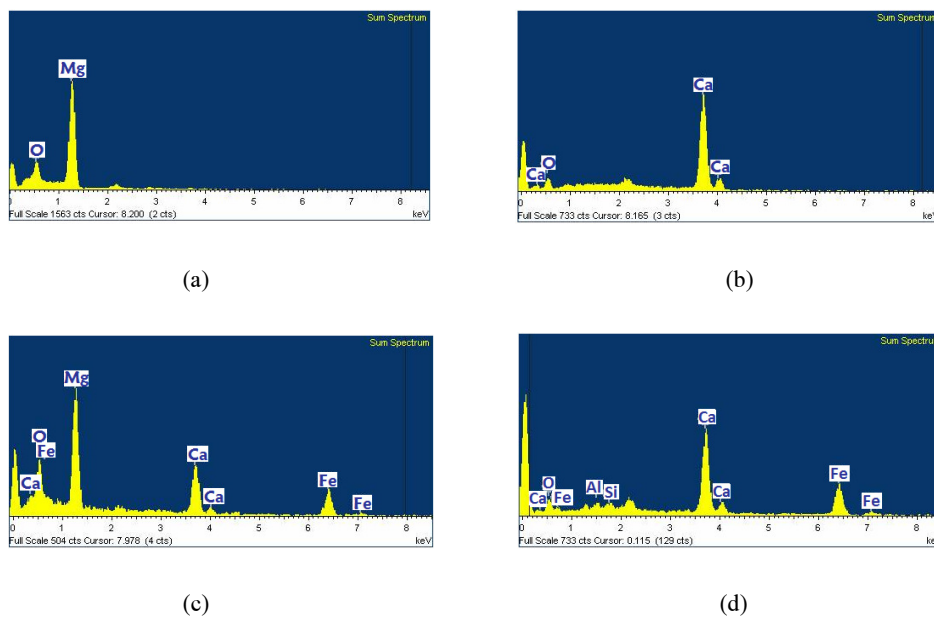 Sum Spectrum
Mg
O
0 1 2 3 4 5 6 7 8
Full Scale 1563 cts Cursor: 8.200 (2 cts) keV
(a)
Sum Spectrum
Ca
O
Ca Ca
0 1 2 3 4 5 6 7 8
Full Scale 733 cts Cursor: 8.165 (3 cts) keV
(b)
Sum Spectrum
Mg
O
Fe Ca Fe
Ca Ca Fe
0 1 2 3 4 5 6 7 8
Full Scale 504 cts Cursor: 7.978 (4 cts) keV
(c)
Sum Spectrum
Ca
Fe
O Al Si
Ca Fe Ca Fe
0 1 2 3 4 5 6 7 8
Full Scale 733 cts Cursor: 0.115 (129 cts) keV
(d)